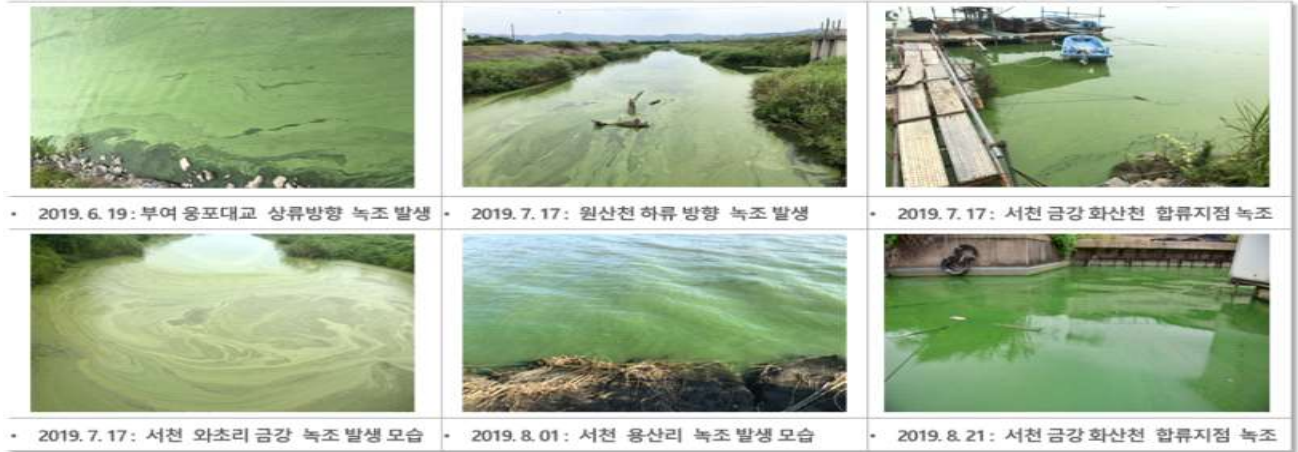 • 2019. 6. 19 : 부여 웅포대교 상류방향 녹조 발생
• 2019. 7. 17 : 원산천 하류 방향 녹조 발생
• 2019. 7. 17 : 서천 금강 화산천 합류지점 녹조
• 2019. 7. 17 : 서천 와초리 금강 녹조 발생 모습
• 2019. 8. 01 : 서천 용산리 녹조 발생 모습
• 2019. 8. 21 : 서천 금강 화산천 합류지점 녹조